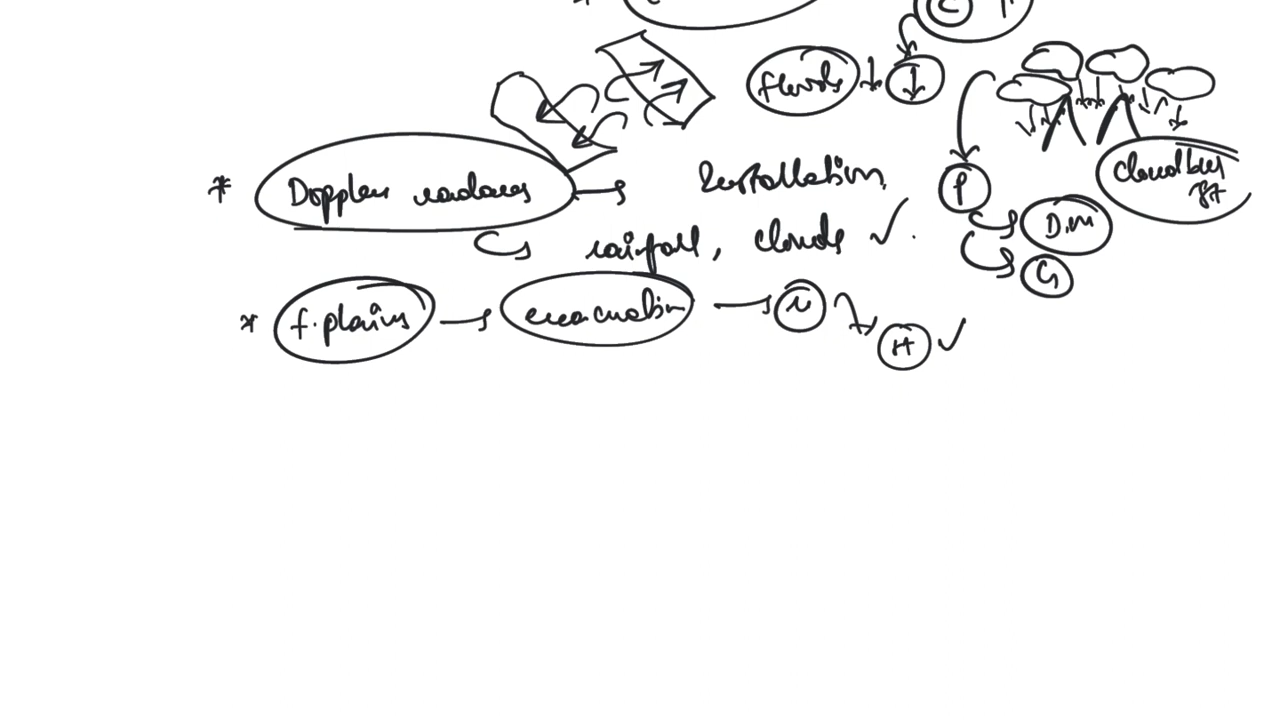 C
floods ↓ ↓
Cloudburst
* Doppler radars → Installation
P
D.M
rainfall, clouds ✓.
G
* f. plains → evacuation → N
H ✓